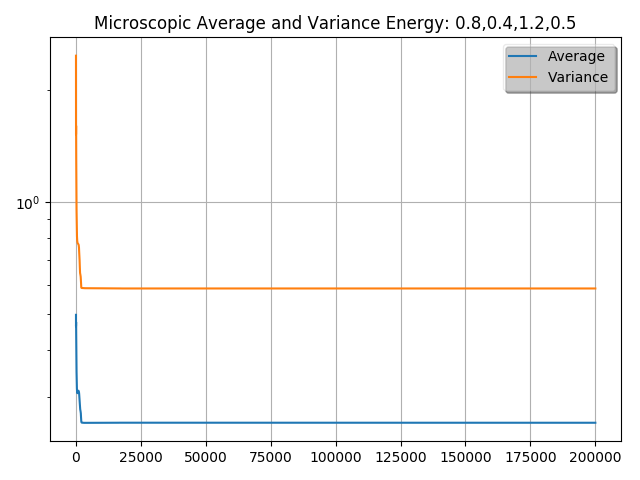 Microscopic Average and Variance Energy: 0.8,0.4,1.2,0.5
Average
Variance
10⁰
0 25000 50000 75000 100000 125000 150000 175000 200000